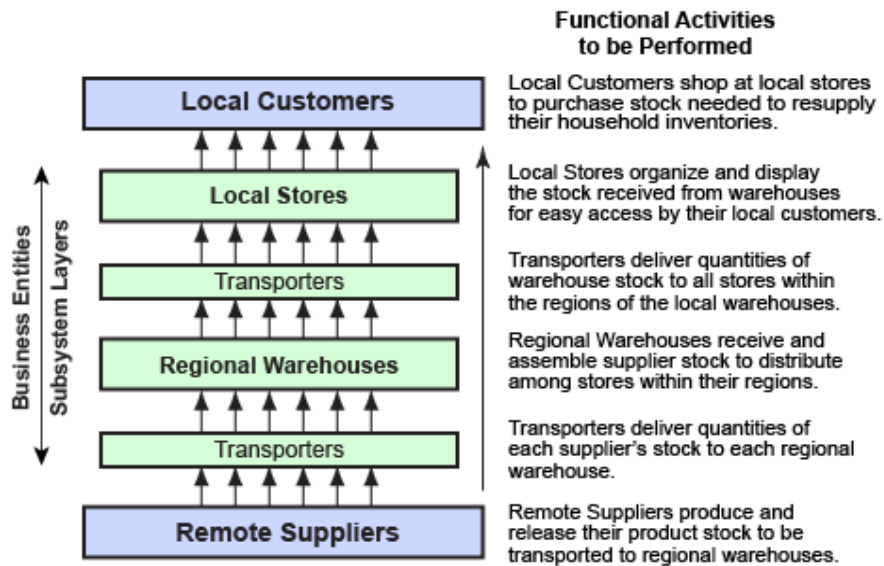 Functional Activities
to be Performed
Local Customers
Local Customers shop at local stores
to purchase stock needed to resupply
their household inventories.
Business Entities
Subsystem Layers
Local Stores
Local Stores organize and display
the stock received from warehouses
for easy access by their local customers.
Transporters
Transporters deliver quantities of
warehouse stock to all stores within
the regions of the local warehouses.
Regional Warehouses
Regional Warehouses receive and
assemble supplier stock to distribute
among stores within their regions.
Transporters
Transporters deliver quantities of
each supplier's stock to each regional
warehouse.
Remote Suppliers
Remote Suppliers produce and
release their product stock to be
transported to regional warehouses.